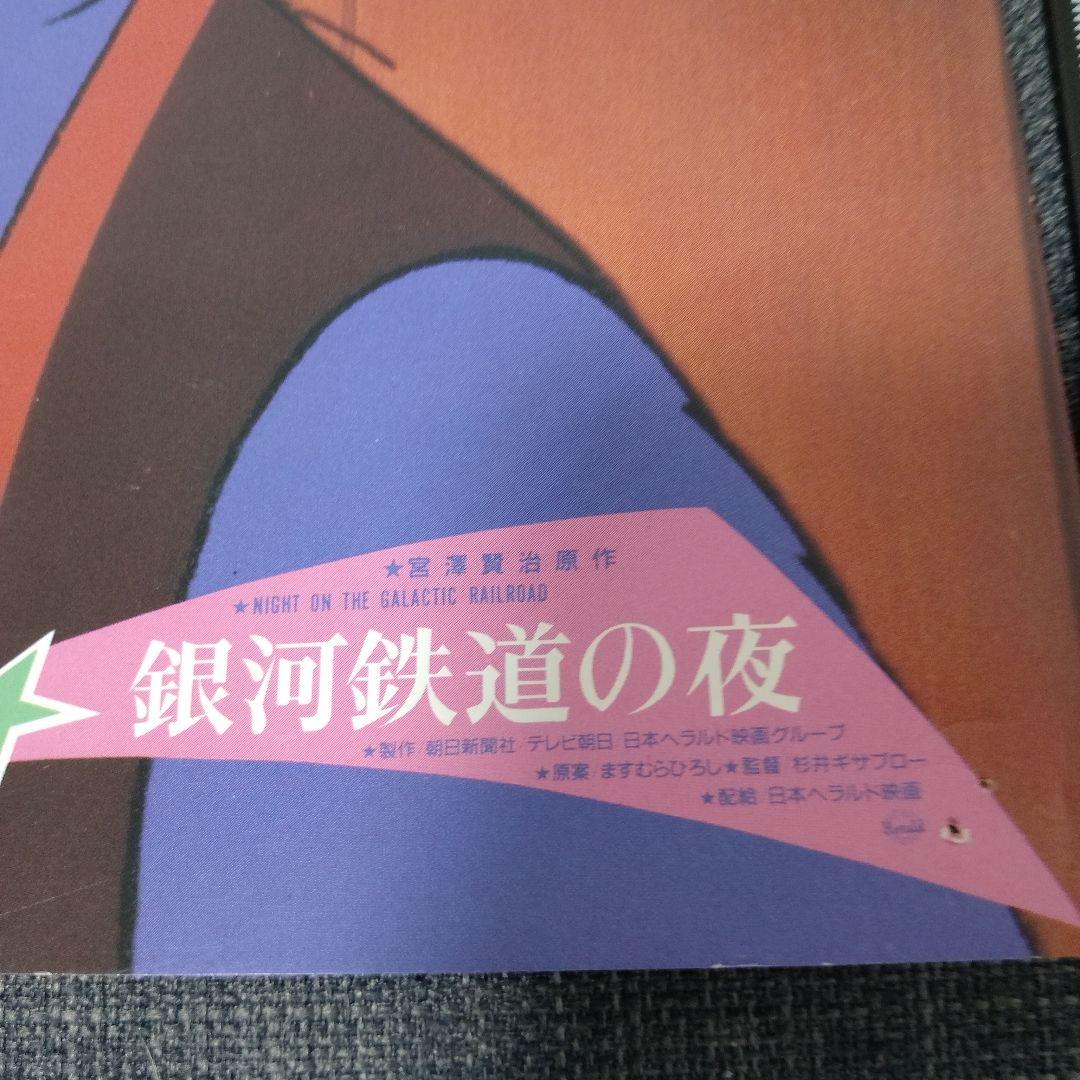 ★宮澤賢治原作
★NIGHT ON THE GALACTIC RAILROAD
銀河鉄道の夜
★製作/朝日新聞社/テレビ朝日/日本ヘラルド映画グループ
★原案/ますむらひろし★監督/杉井ギサブロー
★配給/日本ヘラルド映画
Herald